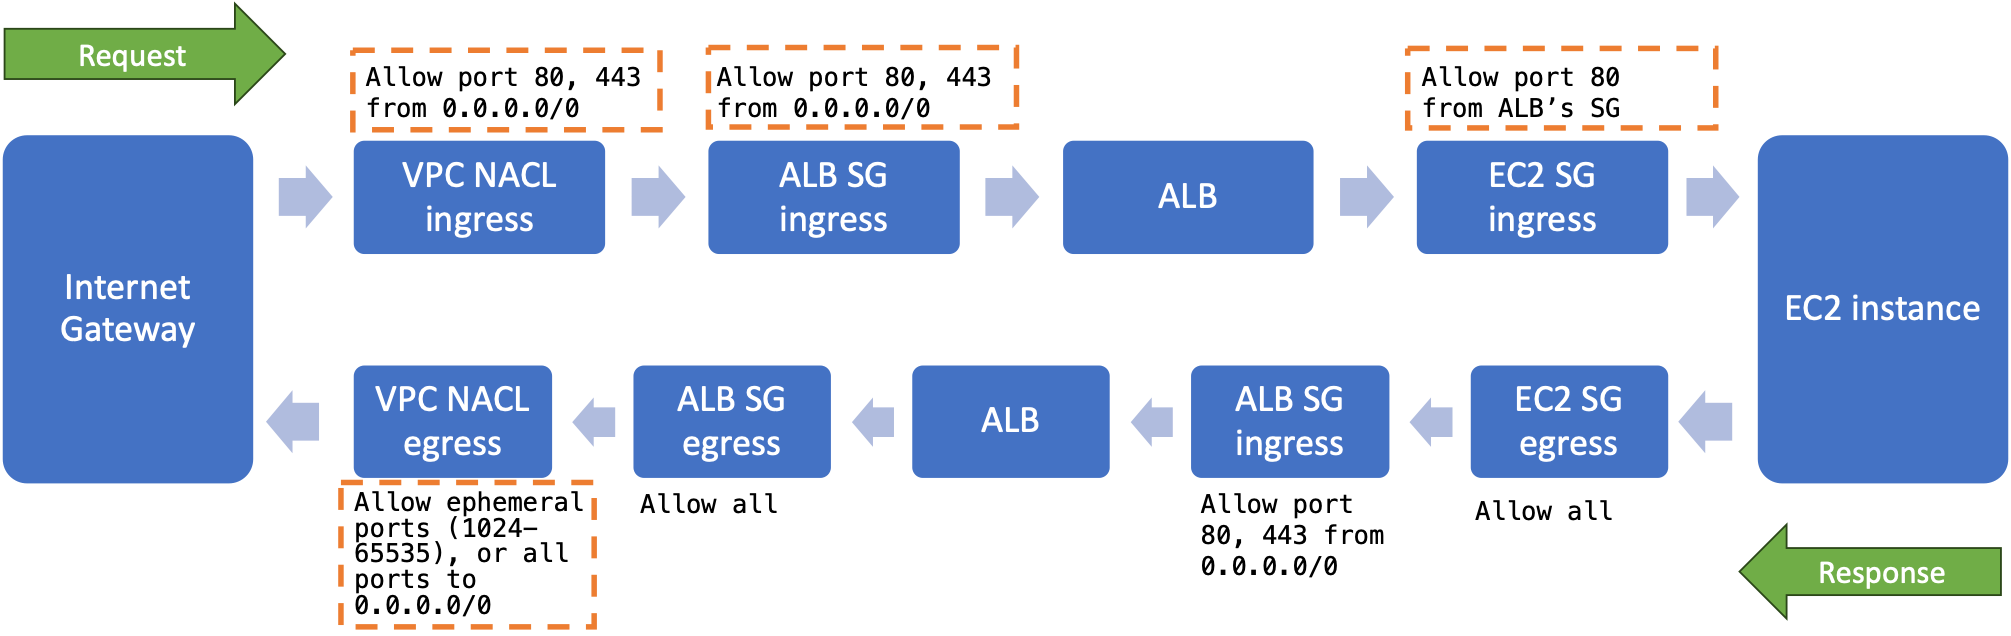 Request
Allow port 80, 443
from 0.0.0.0/0
Allow port 80, 443
from 0.0.0.0/0
Allow port 80
from ALB’s SG
Internet
Gateway
VPC NACL
ingress
ALB SG
ingress
ALB
EC2 SG
ingress
EC2 instance
VPC NACL
egress
ALB SG
egress
ALB
ALB SG
ingress
EC2 SG
egress
Allow ephemeral
ports (1024–
65535), or all
ports to
0.0.0.0/0
Allow all
Allow port
80, 443 from
0.0.0.0/0
Allow all
Response